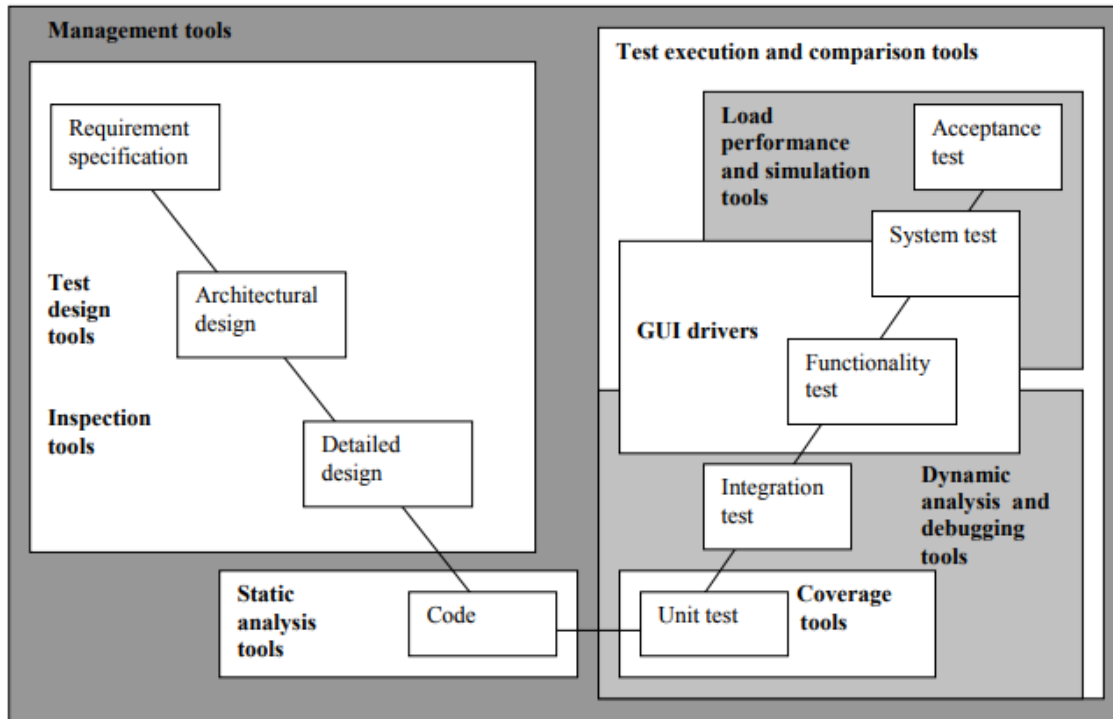 Management tools
Test execution and comparison tools
Requirement
specification
Load
performance
and simulation
tools
Acceptance
test
System test
Test
design
tools
Architectural
design
GUI drivers
Functionality
test
Inspection
tools
Detailed
design
Integration
test
Dynamic
analysis and
debugging
tools
Static
analysis
tools
Code
Unit test
Coverage
tools